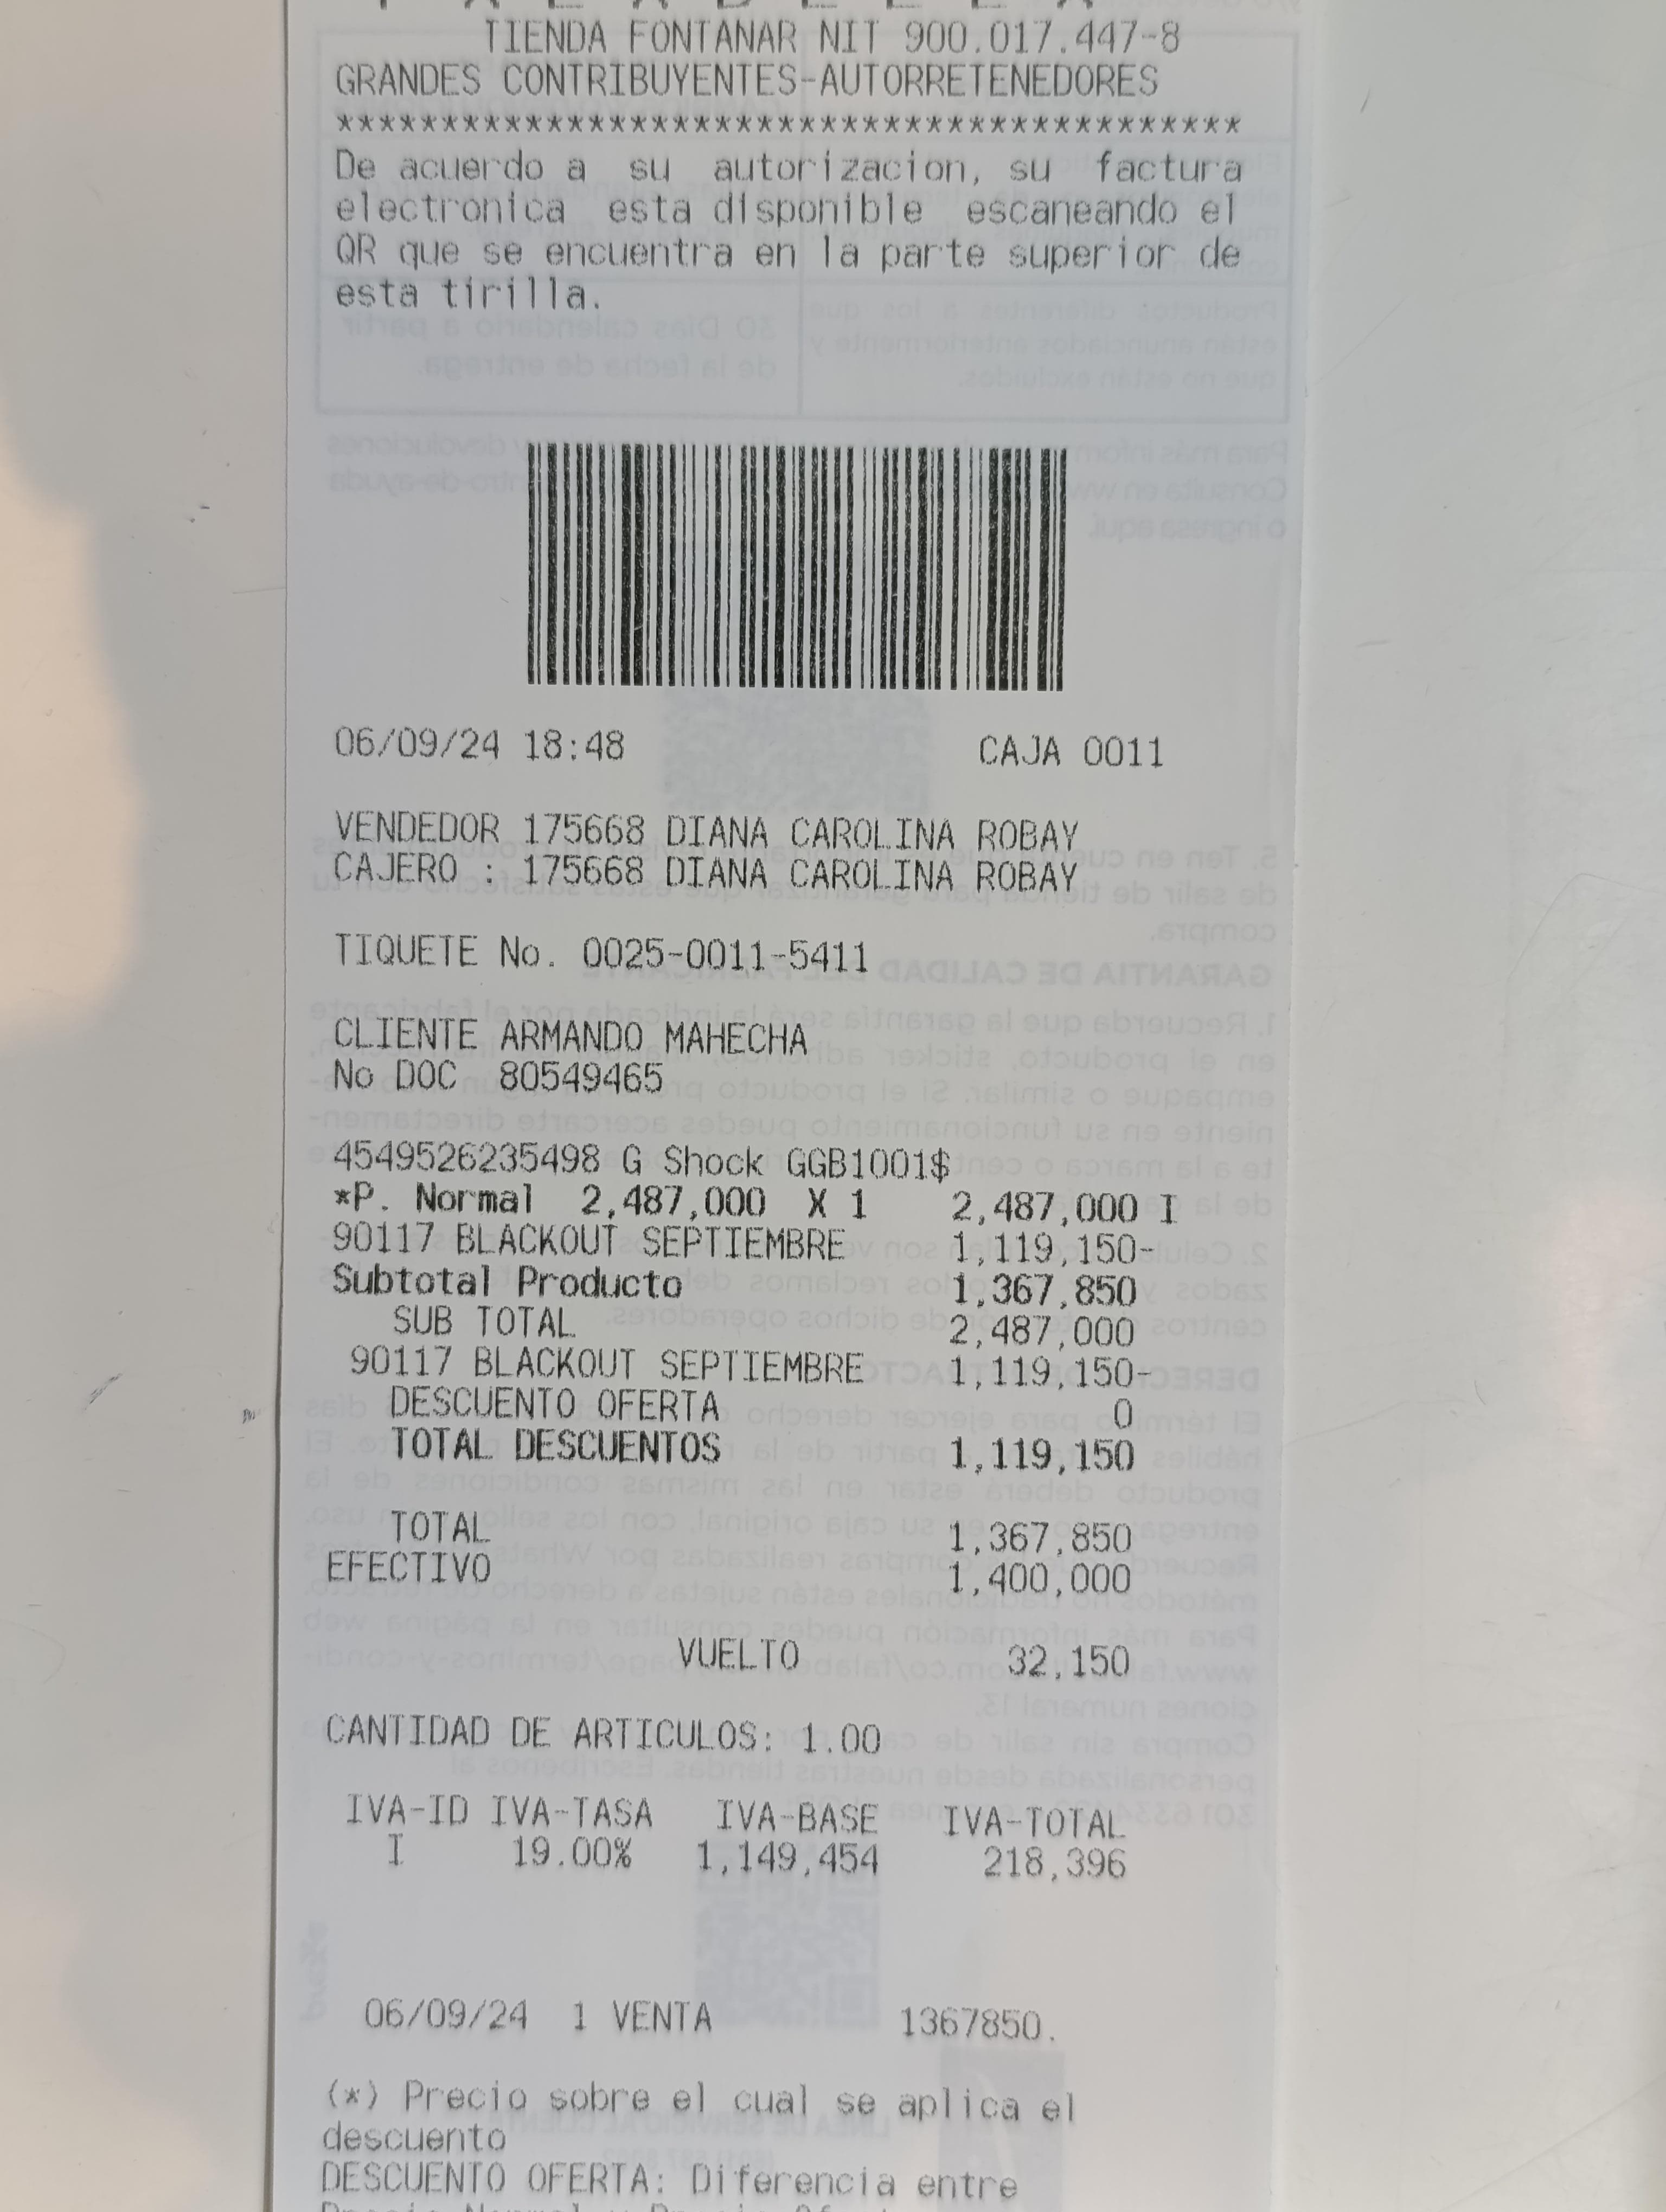 TIENDA FONTANAR NIT 900.017.447-8
GRANDES CONTRIBUYENTES-AUTORRETENEDORES
*******************************************
De acuerdo a su autorizacion, su factura
electronica esta disponible escaneando el
QR que se encuentra en la parte superior de
esta tirilla.
06/09/24 18:48 CAJA 0011
VENDEDOR 175668 DIANA CAROLINA ROBAY
CAJERO : 175668 DIANA CAROLINA ROBAY
TIQUETE No. 0025-0011-5411
CLIENTE ARMANDO MAHECHA
No DOC 80549465
4549526235498 G Shock GGB1001$
*P. Normal 2,487,000 X 1 2,487,000 I
90117 BLACKOUT SEPTIEMBRE 1,119,150-
Subtotal Producto 1,367,850
SUB TOTAL 2,487,000
90117 BLACKOUT SEPTIEMBRE 1,119,150-
DESCUENTO OFERTA 0
TOTAL DESCUENTOS 1,119,150
TOTAL 1,367,850
EFECTIVO 1,400,000
VUELTO 32,150
CANTIDAD DE ARTICULOS: 1.00
IVA-ID IVA-TASA IVA-BASE IVA-TOTAL
I 19.00% 1,149,454 218,396
06/09/24 1 VENTA 1367850.
(*) Precio sobre el cual se aplica el
descuento
DESCUENTO OFERTA: Diferencia entre